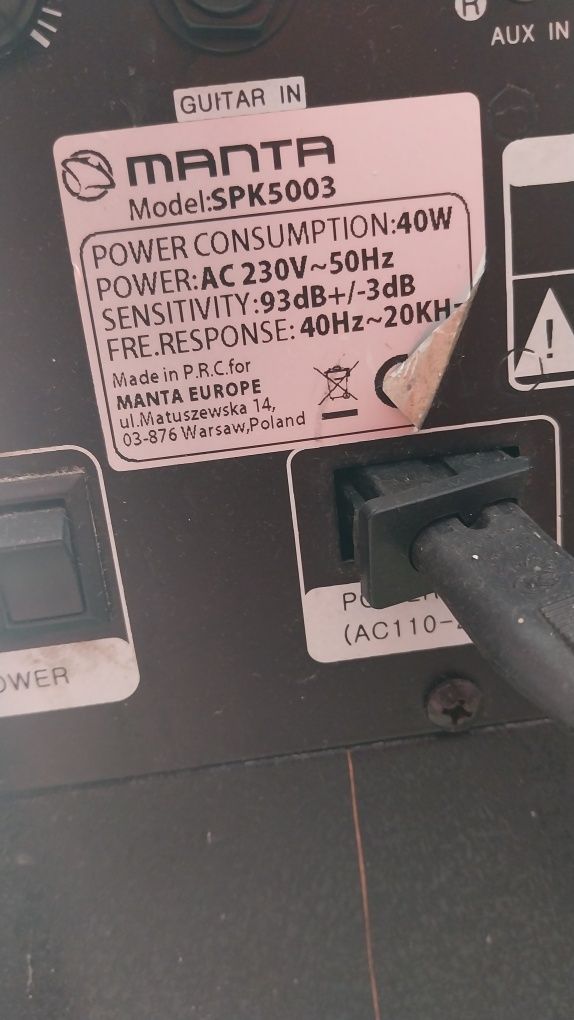 R
AUX IN
GUITAR IN
MANTA
Model:SPK5003
POWER CONSUMPTION:40W
POWER:AC 230V~50Hz
SENSITIVITY:93dB+/-3dB
FRE.RESPONSE: 40Hz~20KHz
Made in P.R.C.for
MANTA EUROPE
ul.Matuszewska 14,
03-876 Warsaw,Poland
(AC110-
OWER